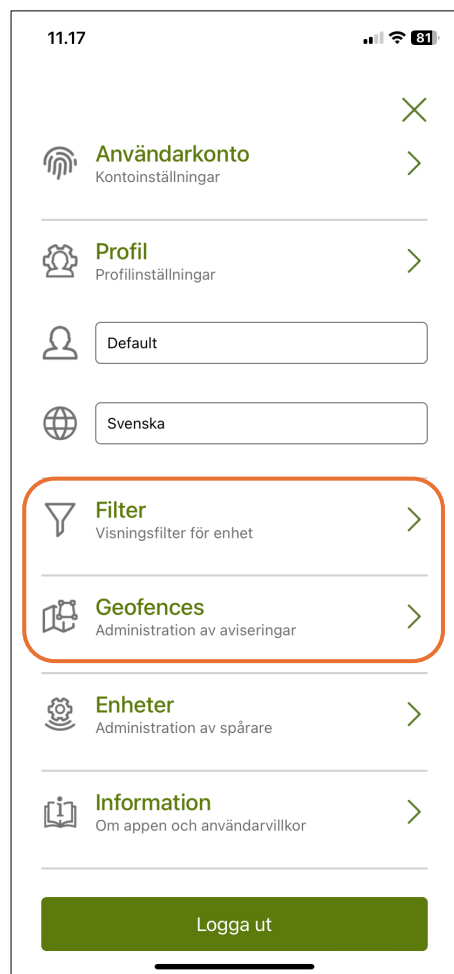 11.17
81
Användarkonto
Kontoinställningar
Profil
Profilinställningar
Default
Svenska
Filter
Visningsfilter för enhet
Geofences
Administration av aviseringar
Enheter
Administration av spårare
Information
Om appen och användarvillkor
Logga ut